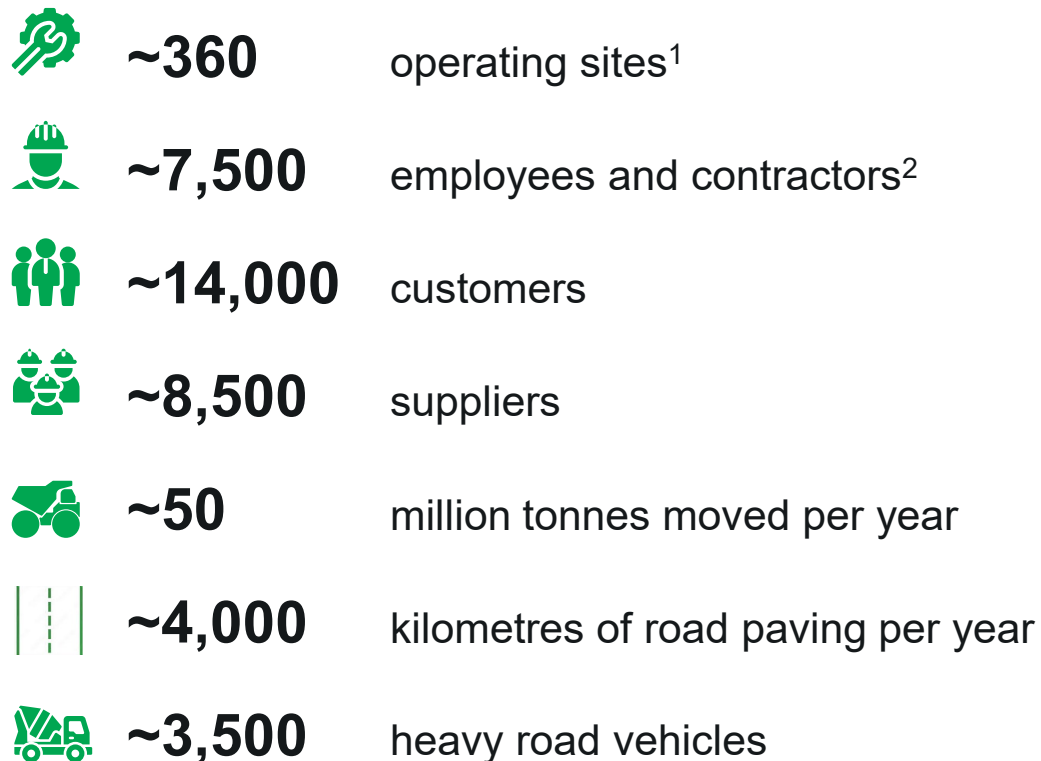 ~360 operating sites¹
~7,500 employees and contractors²
~14,000 customers
~8,500 suppliers
~50 million tonnes moved per year
~4,000 kilometres of road paving per year
~3,500 heavy road vehicles